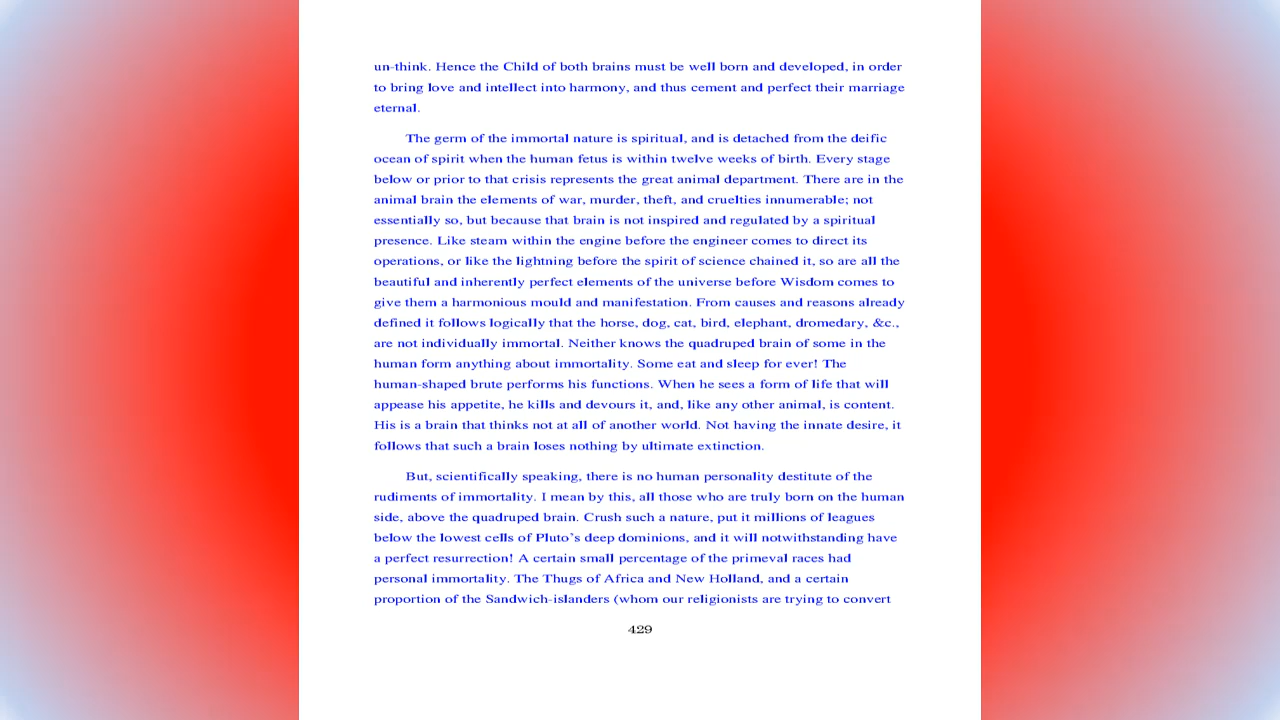 un-think. Hence the Child of both brains must be well born and developed, in order
to bring love and intellect into harmony, and thus cement and perfect their marriage
eternal.
The germ of the immortal nature is spiritual, and is detached from the deific
ocean of spirit when the human fetus is within twelve weeks of birth. Every stage
below or prior to that crisis represents the great animal department. There are in the
animal brain the elements of war, murder, theft, and cruelties innumerable; not
essentially so, but because that brain is not inspired and regulated by a spiritual
presence. Like steam within the engine before the engineer comes to direct its
operations, or like the lightning before the spirit of science chained it, so are all the
beautiful and inherently perfect elements of the universe before Wisdom comes to
give them a harmonious mould and manifestation. From causes and reasons already
defined it follows logically that the horse, dog, cat, bird, elephant, dromedary, &c.,
are not individually immortal. Neither knows the quadruped brain of some in the
human form anything about immortality. Some eat and sleep for ever! The
human-shaped brute performs his functions. When he sees a form of life that will
appease his appetite, he kills and devours it, and, like any other animal, is content.
His is a brain that thinks not at all of another world. Not having the innate desire, it
follows that such a brain loses nothing by ultimate extinction.
But, scientifically speaking, there is no human personality destitute of the
rudiments of immortality. I mean by this, all those who are truly born on the human
side, above the quadruped brain. Crush such a nature, put it millions of leagues
below the lowest cells of Pluto's deep dominions, and it will notwithstanding have
a perfect resurrection! A certain small percentage of the primeval races had
personal immortality. The Thugs of Africa and New Holland, and a certain
proportion of the Sandwich-islanders (whom our religionists are trying to convert
429